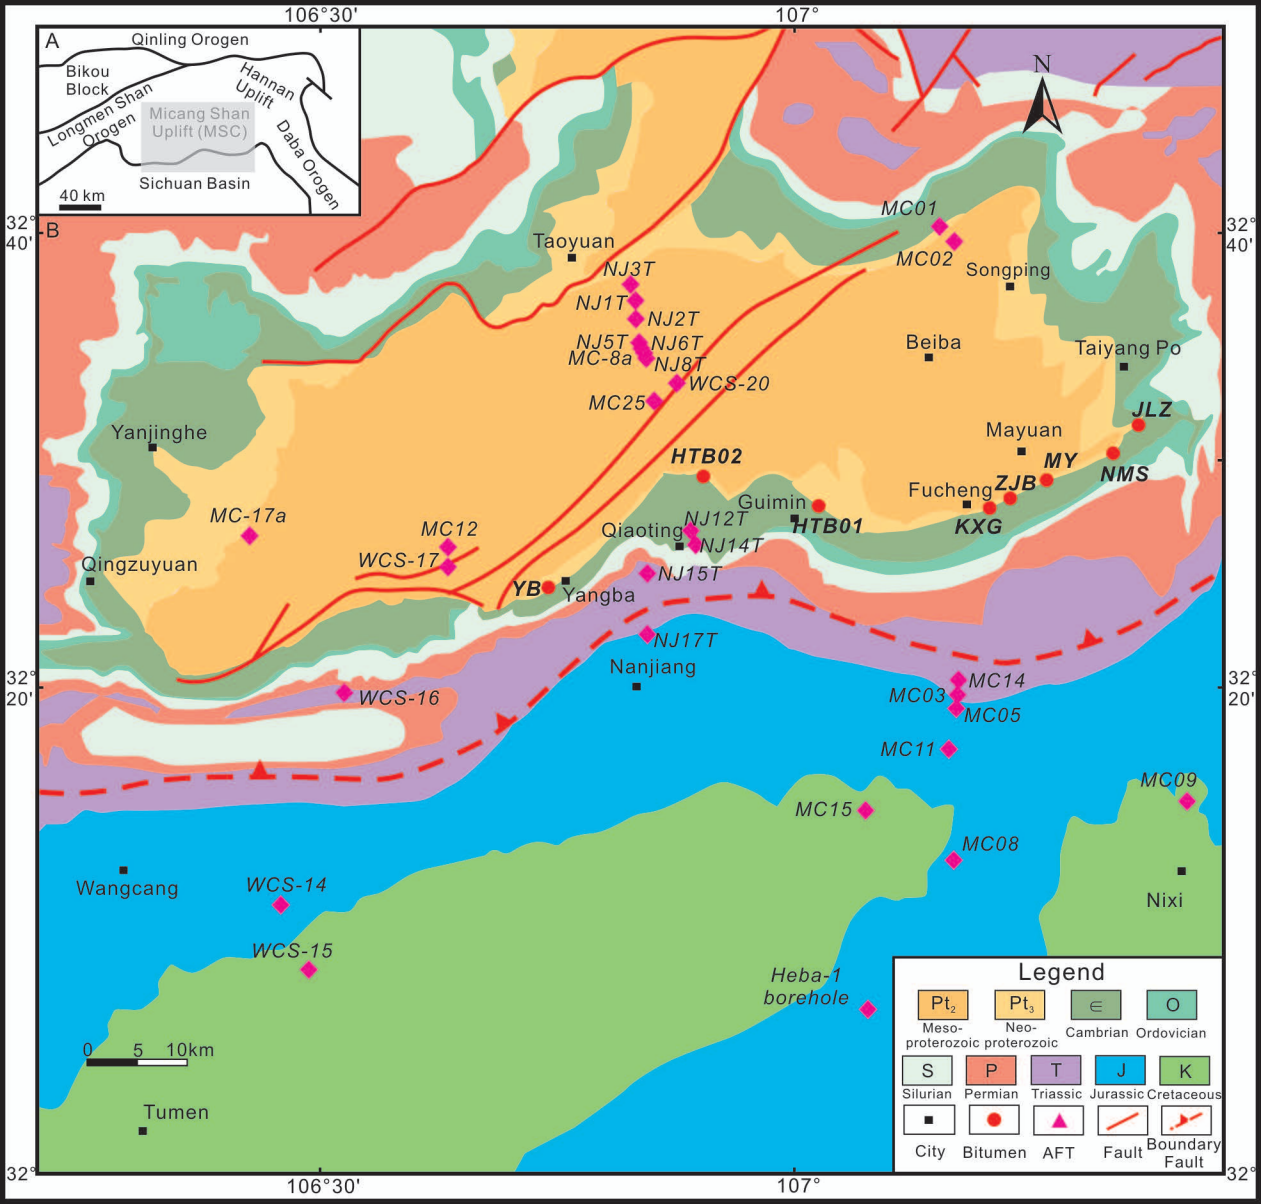 106°30'
107°
A
Qinling Orogen
Bikou
Block
Hannan
Uplift
Longmen Shan
Orogen
Micang Shan
Uplift (MSC)
Daba Orogen
Sichuan Basin
40 km
N
32°
40'
B
32°
40'
MC01
MC02
Taoyuan
Songping
NJ3T
NJ1T
NJ2T
NJ5T
NJ6T
MC-8a
NJ8T
Beiba
Taiyang Po
WCS-20
MC25
JLZ
Yanjinghe
Mayuan
HTB02
MY
NMS
ZJB
Fucheng
Guimin
MC-17a
NJ12T
HTB01
KXG
MC12
Qiaoting
NJ14T
WCS-17
Qingzuyuan
NJ15T
YB
Yangba
NJ17T
Nanjiang
32°
20'
WCS-16
MC14
MC03
MC05
32°
20'
MC11
MC09
MC15
MC08
Wangcang
WCS-14
Nixi
WCS-15
Heba-1
borehole
0 5 10km
Tumen
Legend
Pt2 Pt3 ∈ O
Meso-
proterozoic
Neo-
proterozoic
Cambrian
Ordovician
S P T J K
Silurian Permian Triassic Jurassic Cretaceous
City Bitumen AFT Fault Boundary
Fault
32°
32°
106°30'
107°